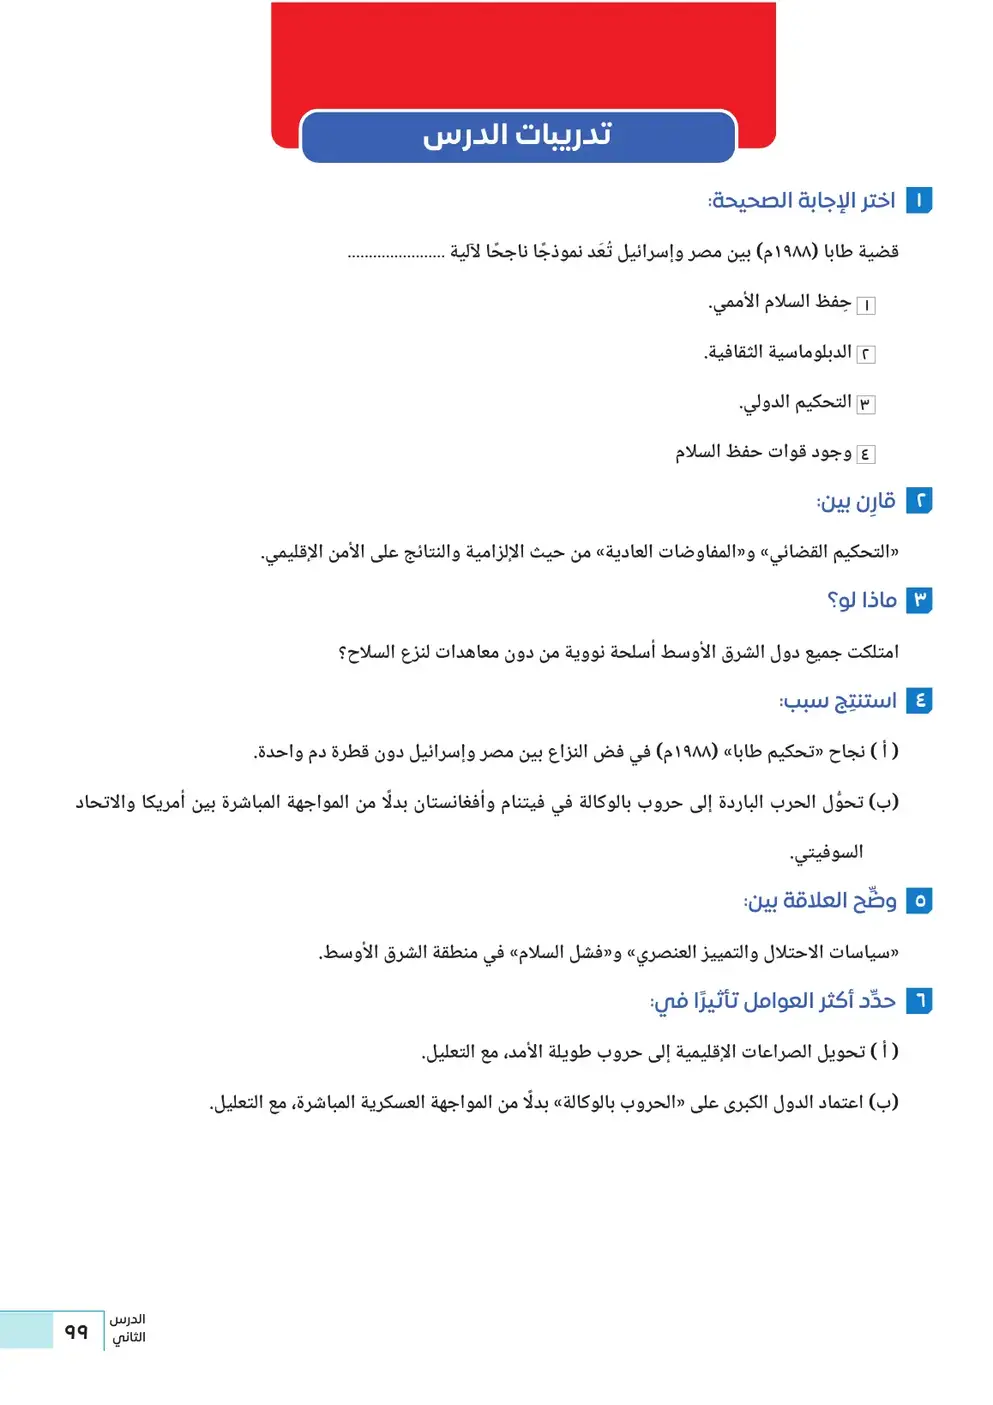 تدريبات الدرس
١ اختر الإجابة الصحيحة:
قضية طابا (١٩٨٨م) بين مصر وإسرائيل تُعَد نموذجًا ناجحًا لآلية .......................
١ حِفظ السلام الأممي.
٢ الدبلوماسية الثقافية.
٣ التحكيم الدولي.
٤ وجود قوات حفظ السلام
٢ قارِن بين:
«التحكيم القضائي» و«المفاوضات العادية» من حيث الإلزامية والنتائج على الأمن الإقليمي.
٣ ماذا لو؟
امتلكت جميع دول الشرق الأوسط أسلحة نووية من دون معاهدات لنزع السلاح؟
٤ استنتِج سبب:
( أ ) نجاح «تحكيم طابا» (١٩٨٨م) في فض النزاع بين مصر وإسرائيل دون قطرة دم واحدة.
(ب) تحوُّل الحرب الباردة إلى حروب بالوكالة في فيتنام وأفغانستان بدلًا من المواجهة المباشرة بين أمريكا والاتحاد
السوفيتي.
٥ وضِّح العلاقة بين:
«سياسات الاحتلال والتمييز العنصري» و«فشل السلام» في منطقة الشرق الأوسط.
٦ حدِّد أكثر العوامل تأثيرًا في:
( أ ) تحويل الصراعات الإقليمية إلى حروب طويلة الأمد، مع التعليل.
(ب) اعتماد الدول الكبرى على «الحروب بالوكالة» بدلًا من المواجهة العسكرية المباشرة، مع التعليل.
الدرس
الثاني
٩٩